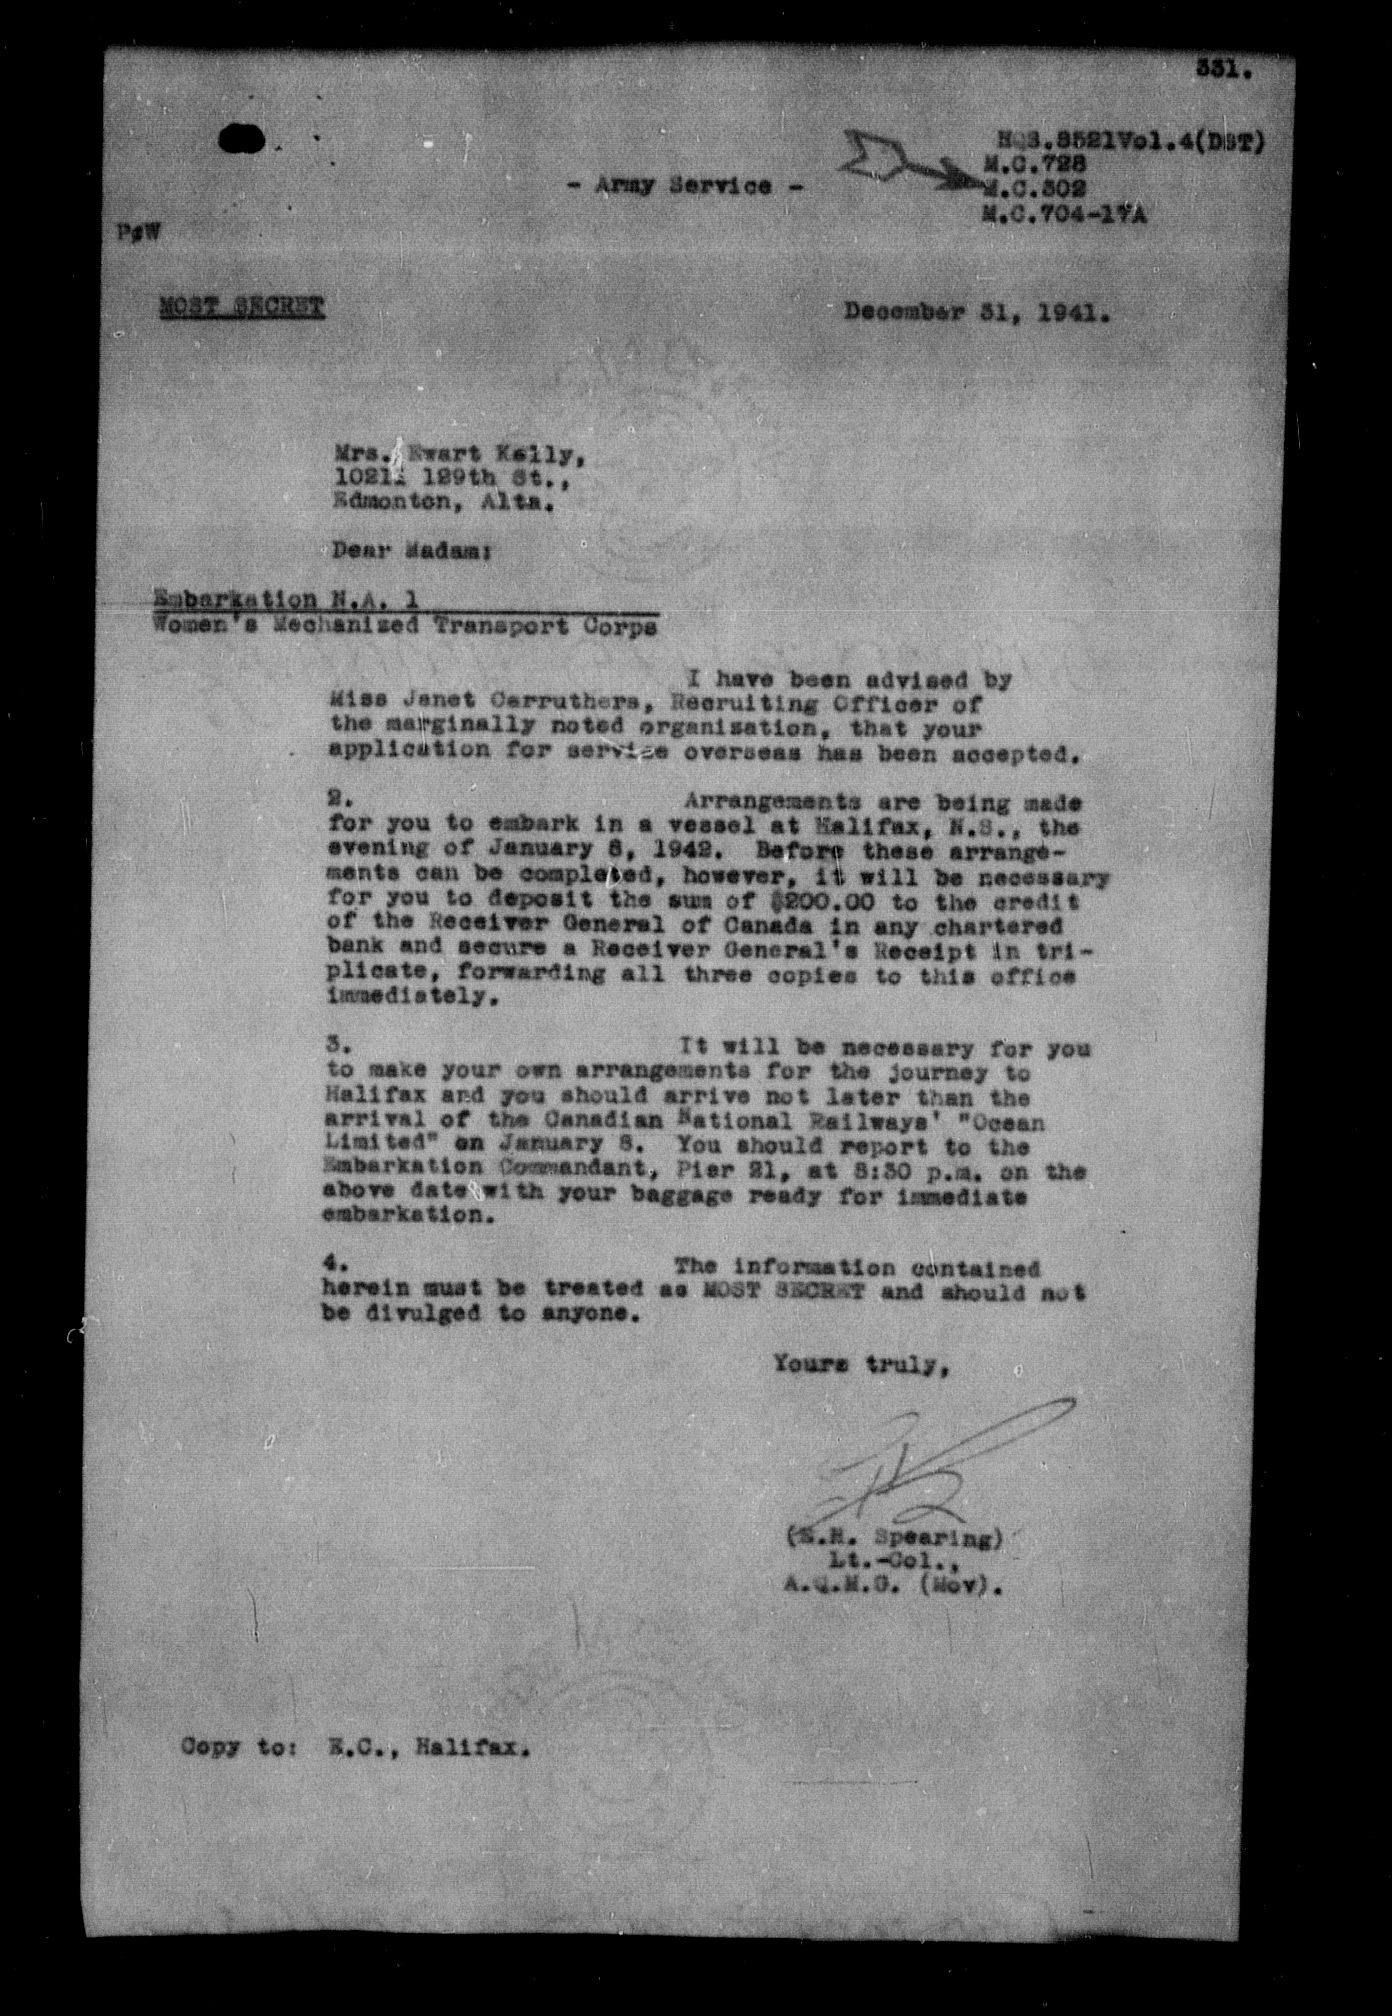 331.
HQS.8521Vol.4(DST)
M.C.728
- Army Service -
M.C.302
M.C.704-17A
PøW
MOST SECRET
December 31, 1941.
Mrs. Ewart Kelly,
129th St.,
Edmonton, Alta.
Dear Madam:
Embarkation N.A. 1
Women's Mechanized Transport Corps
I have been advised by
Miss Janet Carruthers, Recruiting Officer of
the marginally noted organization, that your
application for service overseas has been accepted.
2. Arrangements are being made
for you to embark in a vessel at Halifax, N.S., the
evening of January 8, 1942. Before these arrange-
ments can be completed, however, it will be necessary
for you to deposit the sum of $200.00 to the credit
of the Receiver General of Canada in any chartered
bank and secure a Receiver General's Receipt in tri-
plicate, forwarding all three copies to this office
immediately.
3. It will be necessary for you
to make your own arrangements for the journey to
Halifax and you should arrive not later than the
arrival of the Canadian National Railways' "Ocean
Limited" on January 8. You should report to the
Embarkation Commandant, Pier 21, at 8:30 p.m. on the
above date with your baggage ready for immediate
embarkation.
4. The information contained
herein must be treated as MOST SECRET and should not
be divulged to anyone.
Yours truly,
(E.H. Spearing)
Lt.-Col.,
A.Q.M.G. (Mov).
Copy to: E.C., Halifax.